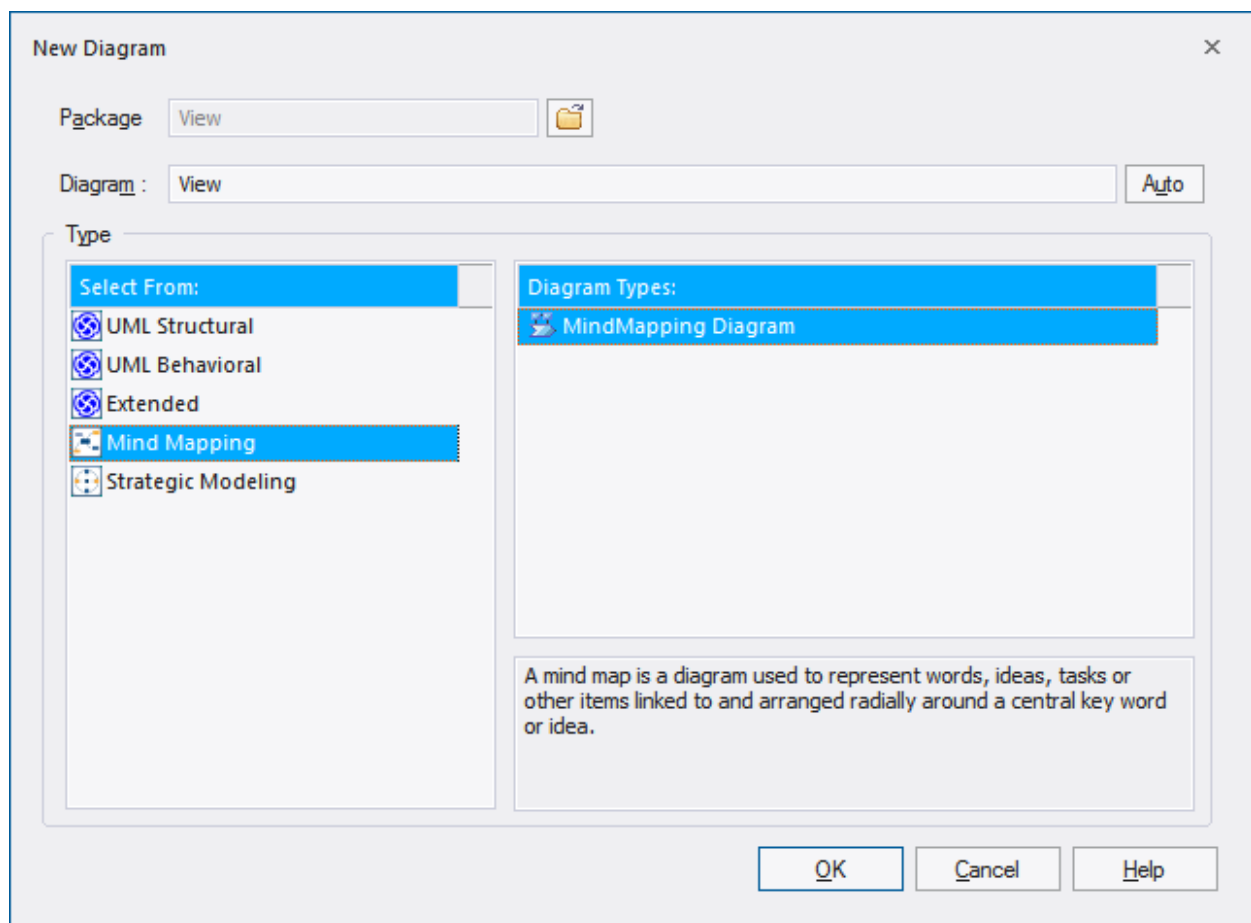 New Diagram
Package View
Diagram : View Auto
Type
Select From:
UML Structural
UML Behavioral
Extended
Mind Mapping
Strategic Modeling
Diagram Types:
MindMapping Diagram
A mind map is a diagram used to represent words, ideas, tasks or
other items linked to and arranged radially around a central key word
or idea.
OK Cancel Help